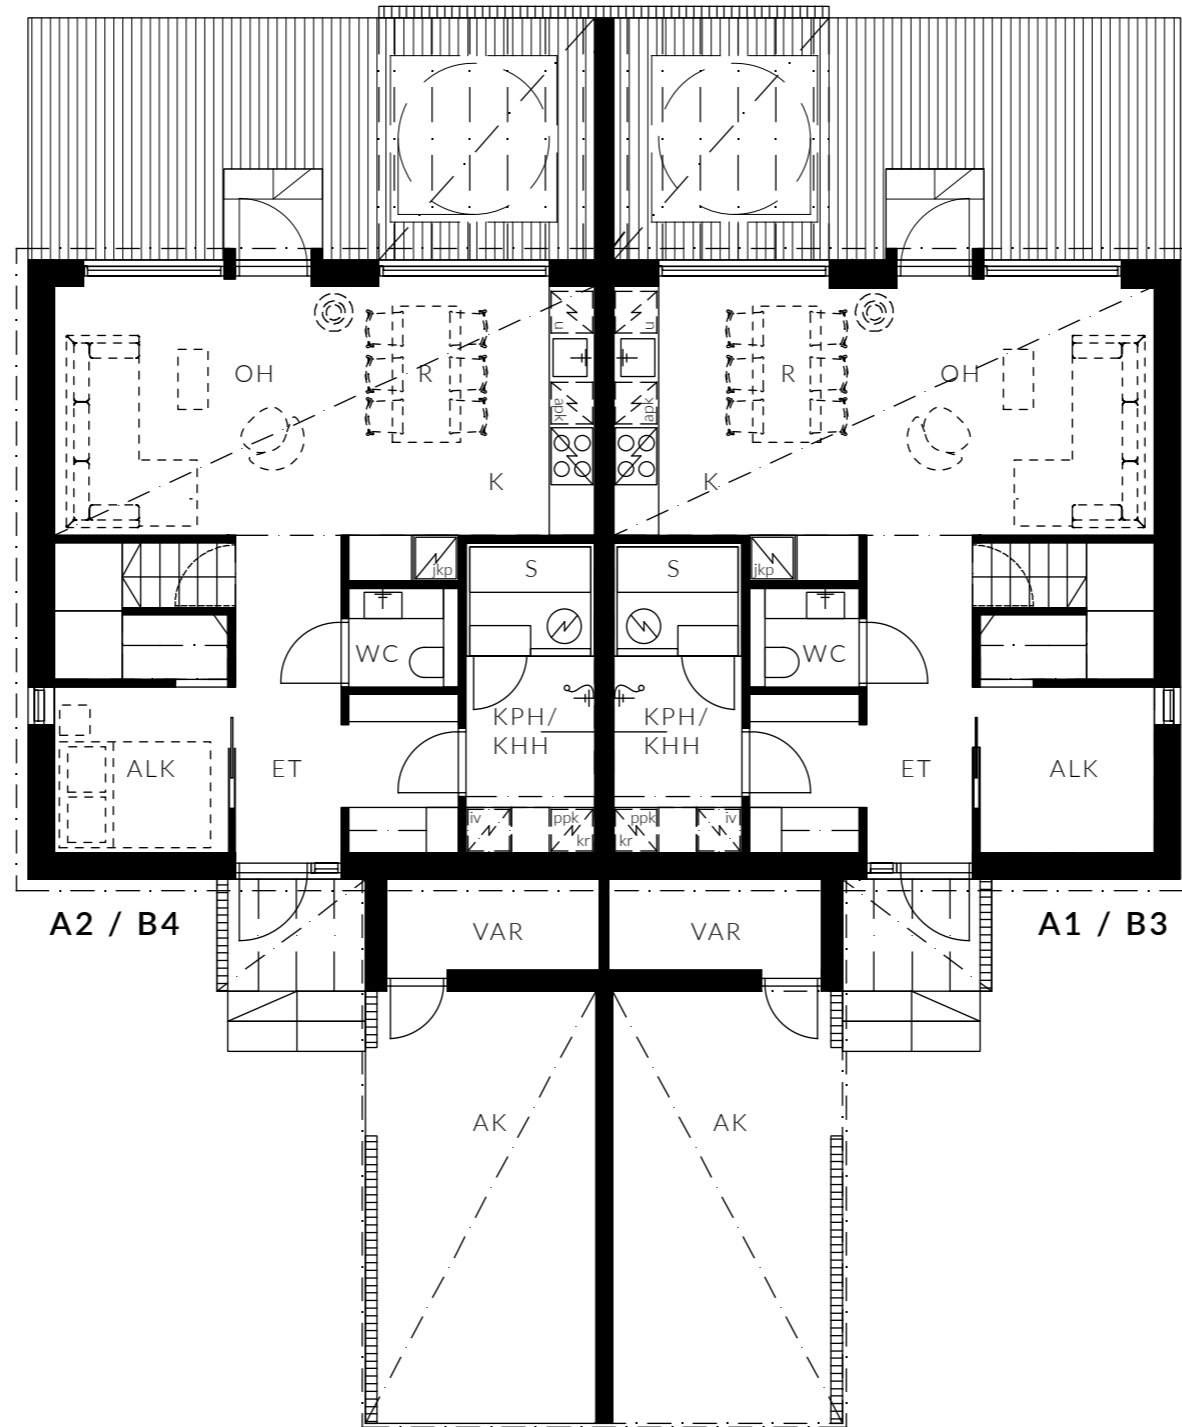 u
u
OH
R
R
OH
apk
apk
K
K
jkp
S
S
jkp
WC
WC
KPH/
KHH
KPH/
KHH
ALK
ET
ET
ALK
iv
ppk
kr
ppk
kr
iv
A2 / B4
A1 / B3
VAR
VAR
AK
AK